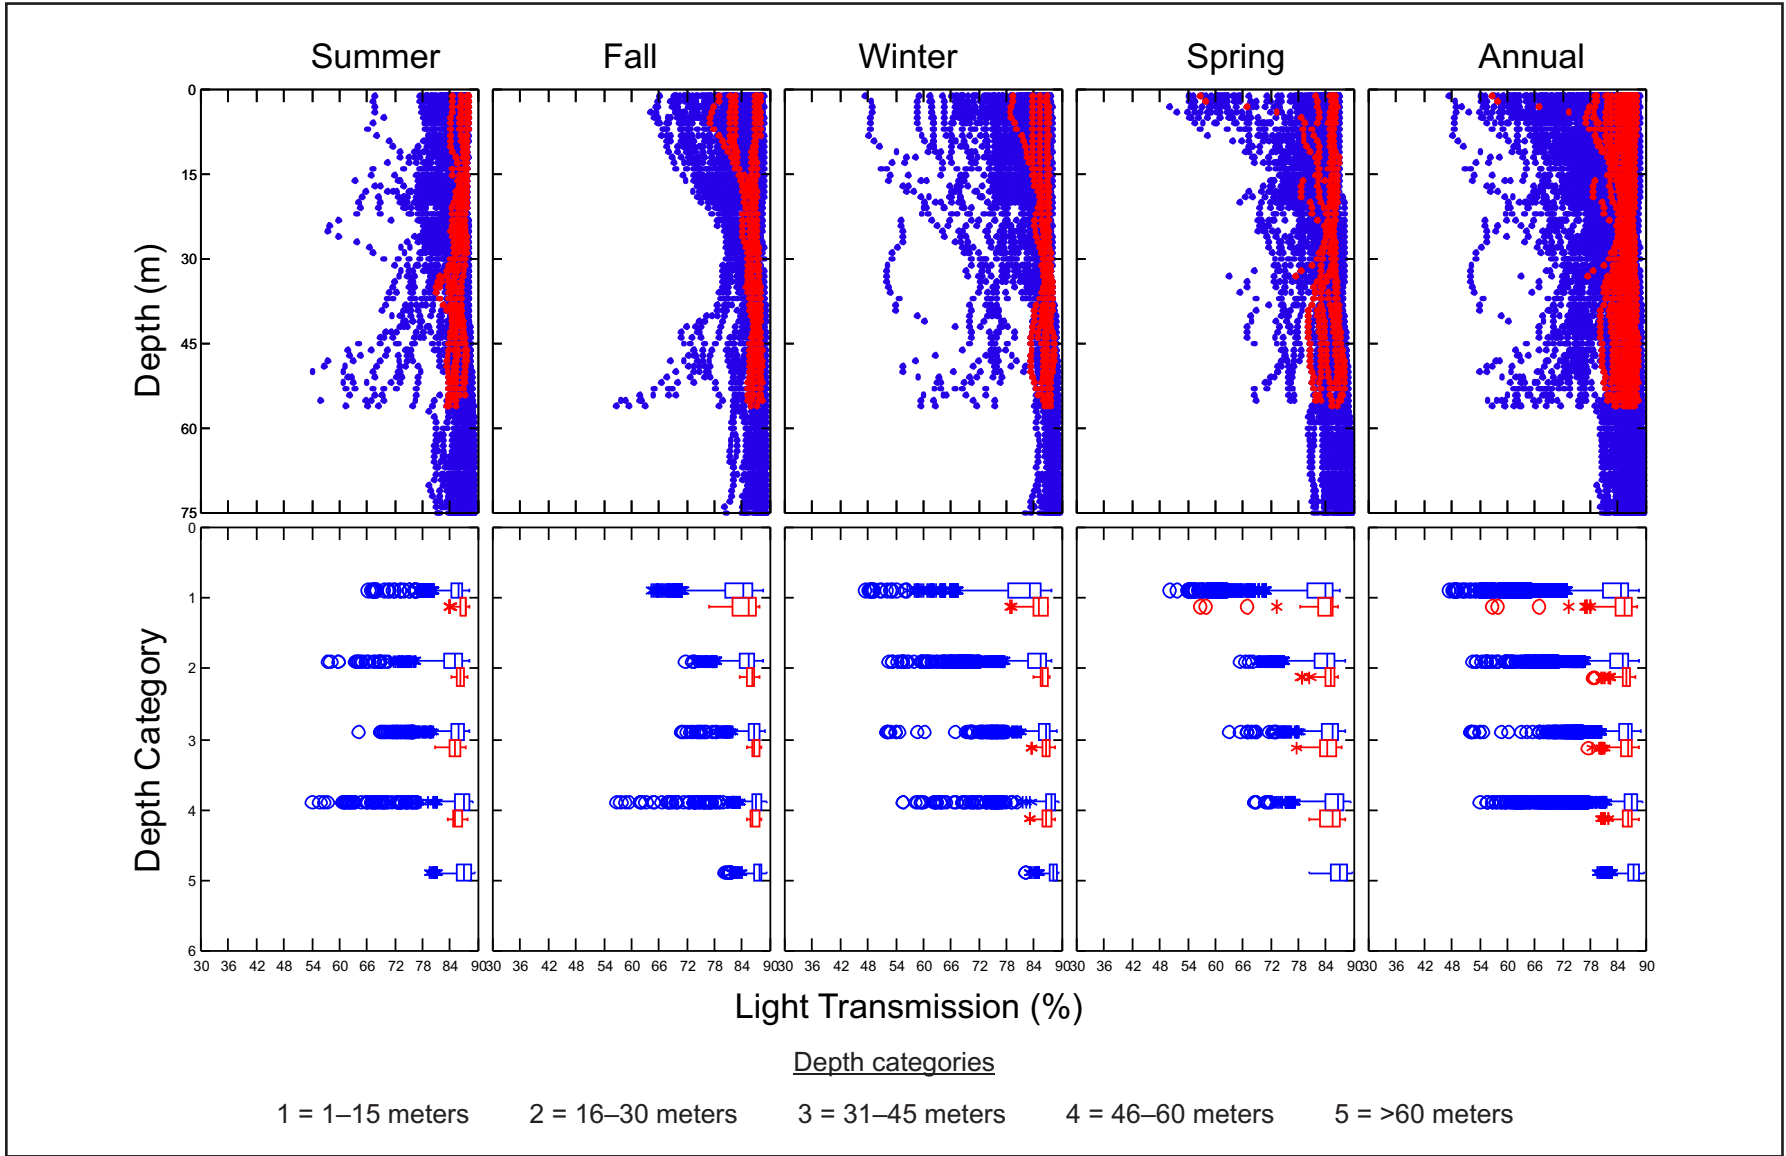 Summer Fall Winter Spring Annual
0
15
30
45
60
75
Depth (m)
0
1
2
3
4
5
6
Depth Category
30 36 42 48 54 60 66 72 78 84 90 30 36 42 48 54 60 66 72 78 84 90 30 36 42 48 54 60 66 72 78 84 90 30 36 42 48 54 60 66 72 78 84 90 30 36 42 48 54 60 66 72 78 84 90
Light Transmission (%)
Depth categories
1 = 1–15 meters 2 = 16–30 meters 3 = 31–45 meters 4 = 46–60 meters 5 = >60 meters